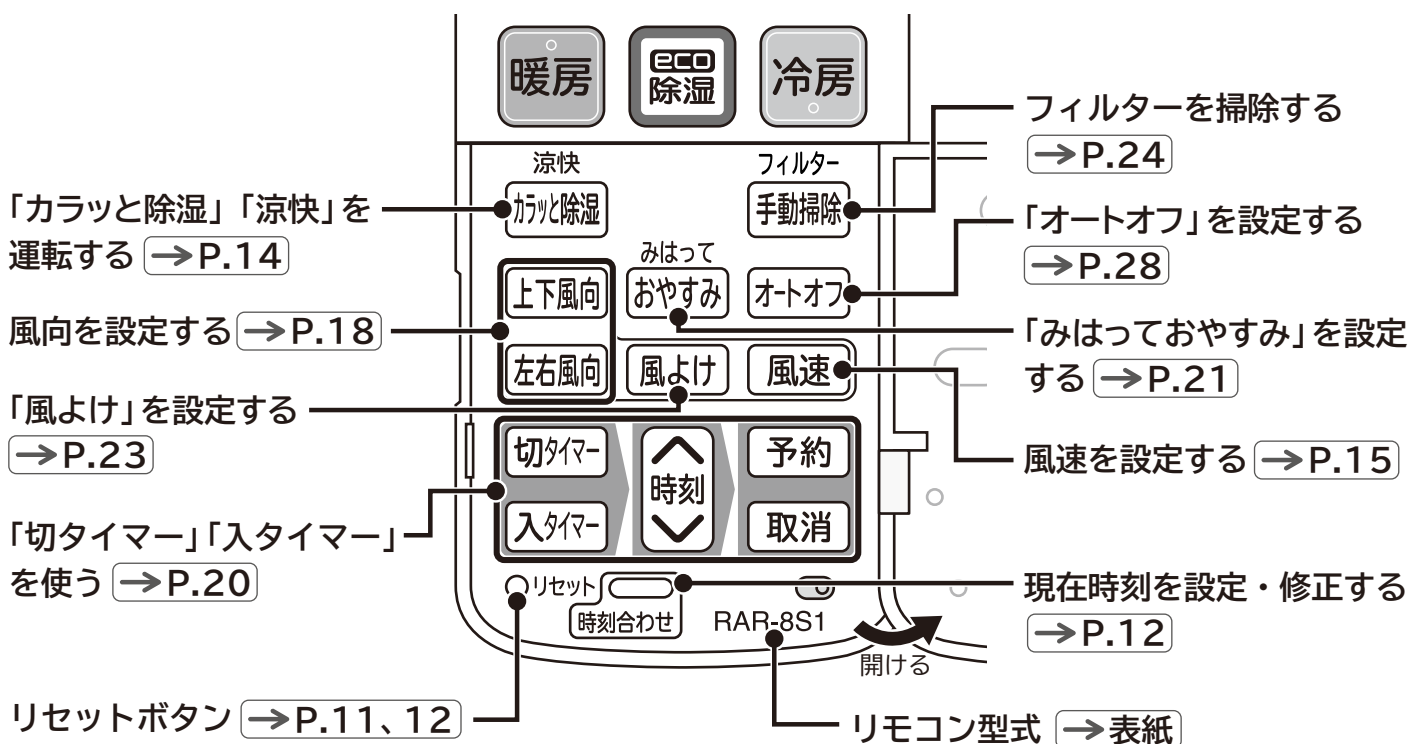 暖房
eco
除湿
冷房
涼快
カラッと除湿
フィルター
手動掃除
みはって
おやすみ
オートオフ
上下風向
左右風向
風よけ
風速
切タイマー
入タイマー
時刻
予約
取消
リセット
時刻合わせ
RAR-8S1
開ける
「カラッと除湿」「涼快」を
運転する →P.14
風向を設定する →P.18
「風よけ」を設定する
→P.23
「切タイマー」「入タイマー」
を使う →P.20
リセットボタン →P.11、12
フィルターを掃除する
→P.24
「オートオフ」を設定する
→P.28
「みはっておやすみ」を設定
する →P.21
風速を設定する →P.15
現在時刻を設定・修正する
→P.12
リモコン型式 →表紙